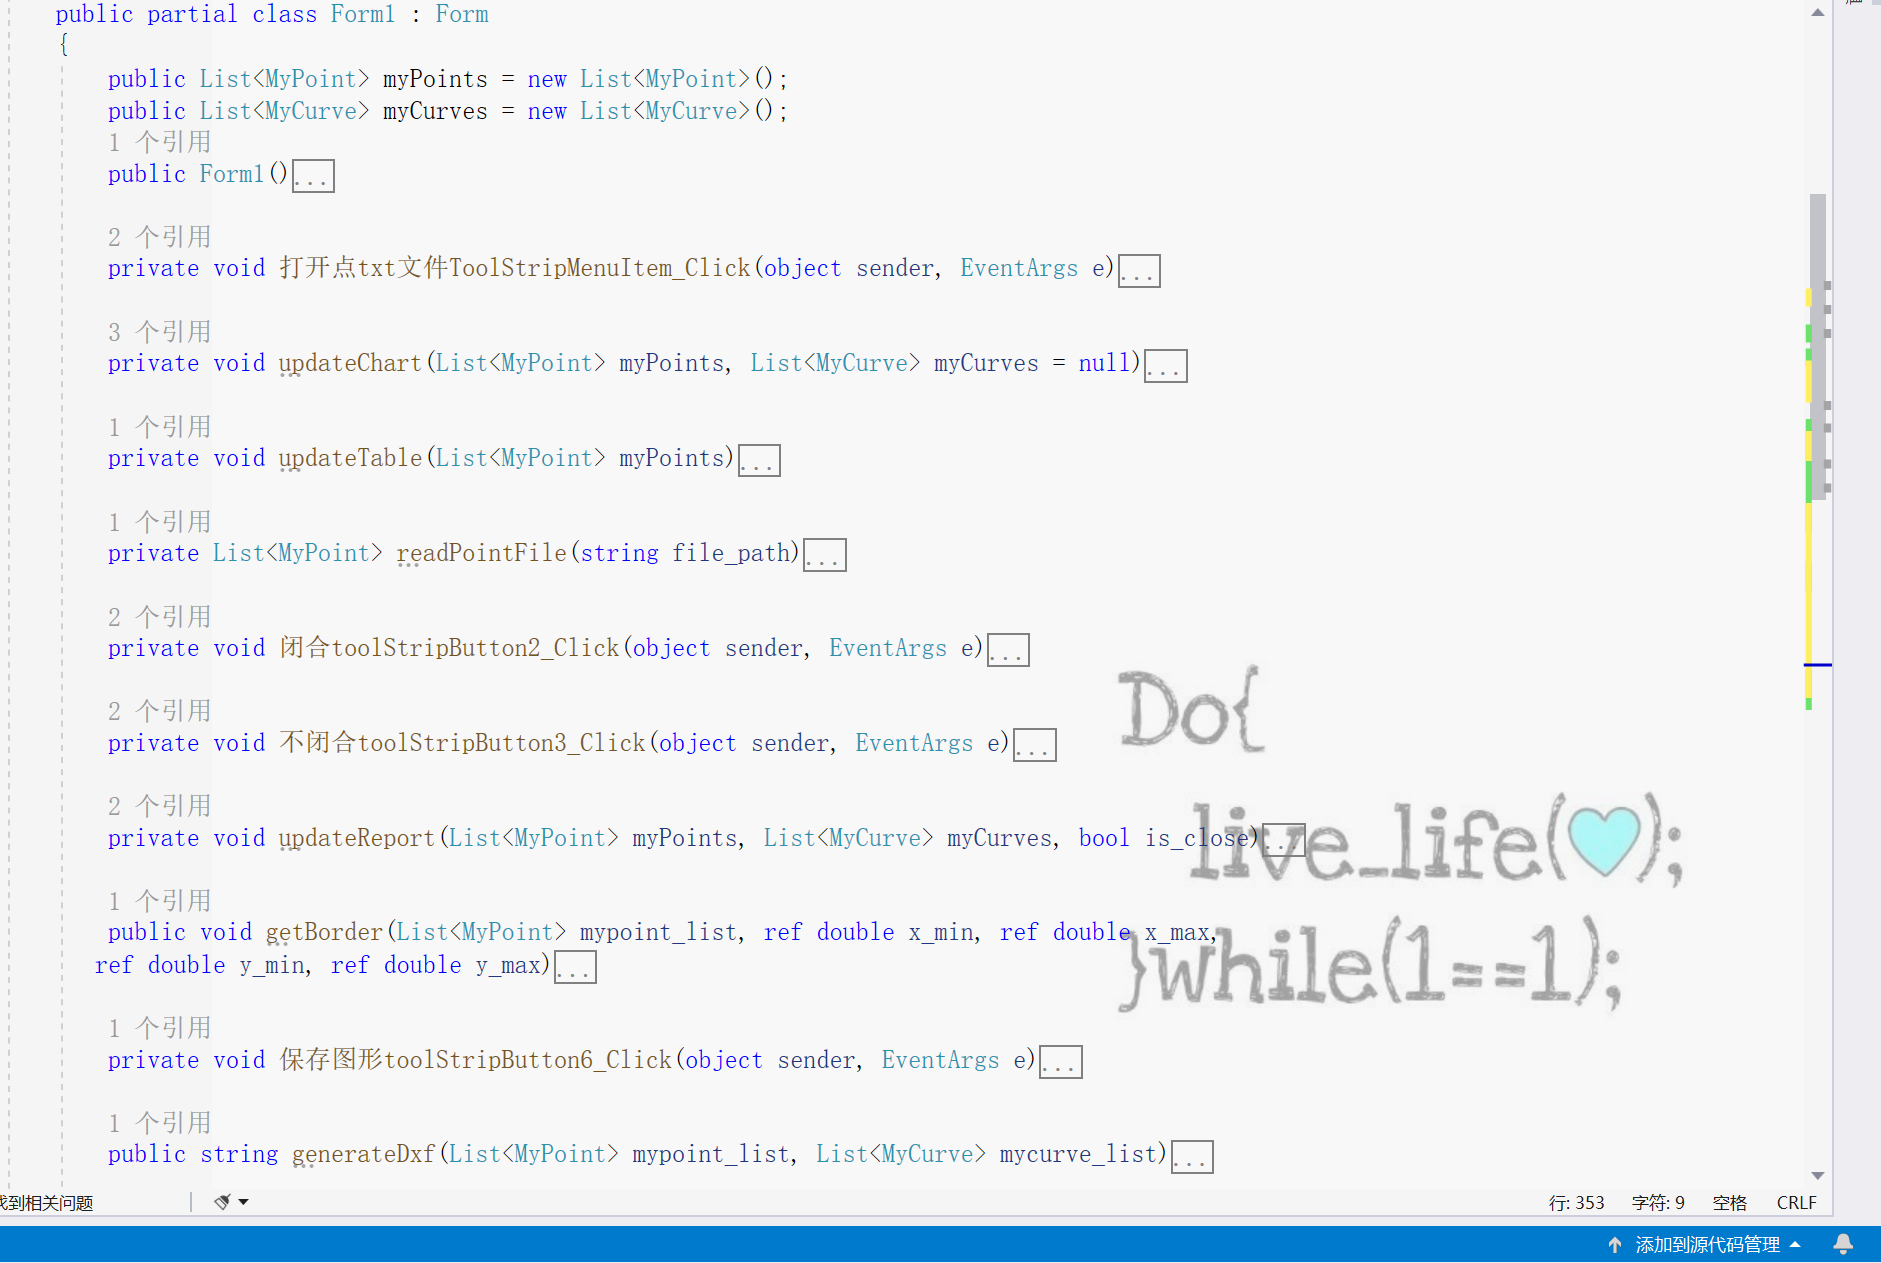 public partial class Form1 : Form
{
public List<MyPoint> myPoints = new List<MyPoint>();
public List<MyCurve> myCurves = new List<MyCurve>();
1 个引用
public Form1()...
2 个引用
private void 打开点txt文件ToolStripMenuItem_Click(object sender, EventArgs e)...
3 个引用
private void updateChart(List<MyPoint> myPoints, List<MyCurve> myCurves = null)...
1 个引用
private void updateTable(List<MyPoint> myPoints)...
1 个引用
private List<MyPoint> readPointFile(string file_path)...
2 个引用
private void 闭合toolStripButton2_Click(object sender, EventArgs e)...
2 个引用
private void 不闭合toolStripButton3_Click(object sender, EventArgs e)...
Do{
2 个引用
private void updateReport(List<MyPoint> myPoints, List<MyCurve> myCurves, bool is_close)...
live_life( );
1 个引用
public void getBorder(List<MyPoint> mypoint_list, ref double x_min, ref double x_max,
ref double y_min, ref double y_max)...
}while(1==1);
1 个引用
private void 保存图形toolStripButton6_Click(object sender, EventArgs e)...
1 个引用
public string generateDxf(List<MyPoint> mypoint_list, List<MyCurve> mycurve_list)...
到相关问题 行: 353 字符: 9 空格 CRLF
添加到源代码管理